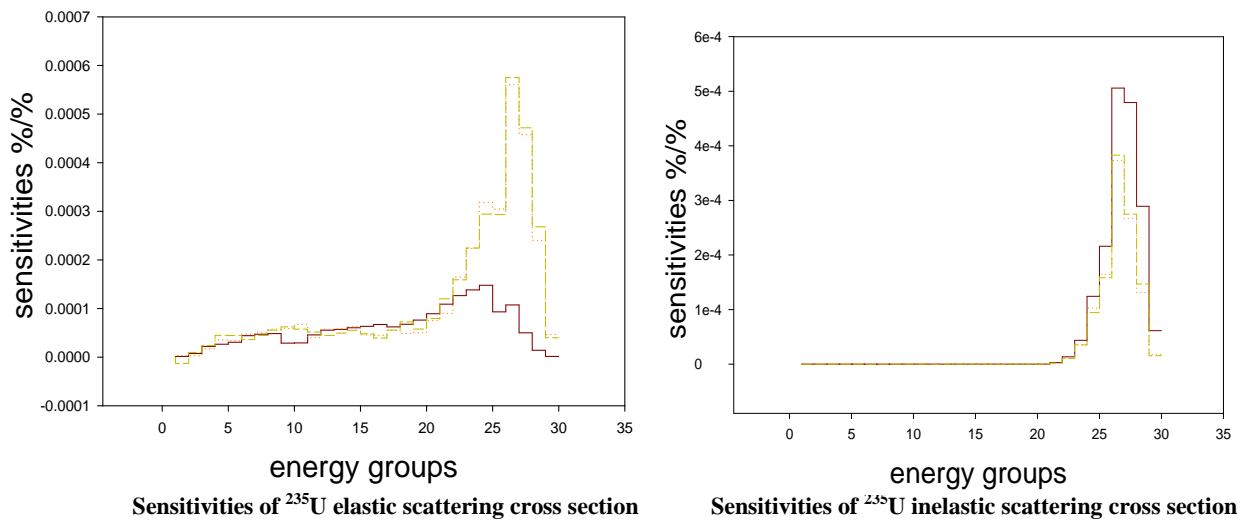 0.0007
0.0006
0.0005
0.0004
0.0003
0.0002
0.0001
0.0000
-0.0001
sensitivities %/%
0 5 10 15 20 25 30 35
energy groups
Sensitivities of ²³⁵U elastic scattering cross section
6e-4
5e-4
4e-4
3e-4
2e-4
1e-4
0
sensitivities %/%
0 5 10 15 20 25 30 35
energy groups
Sensitivities of ²³⁵U inelastic scattering cross section